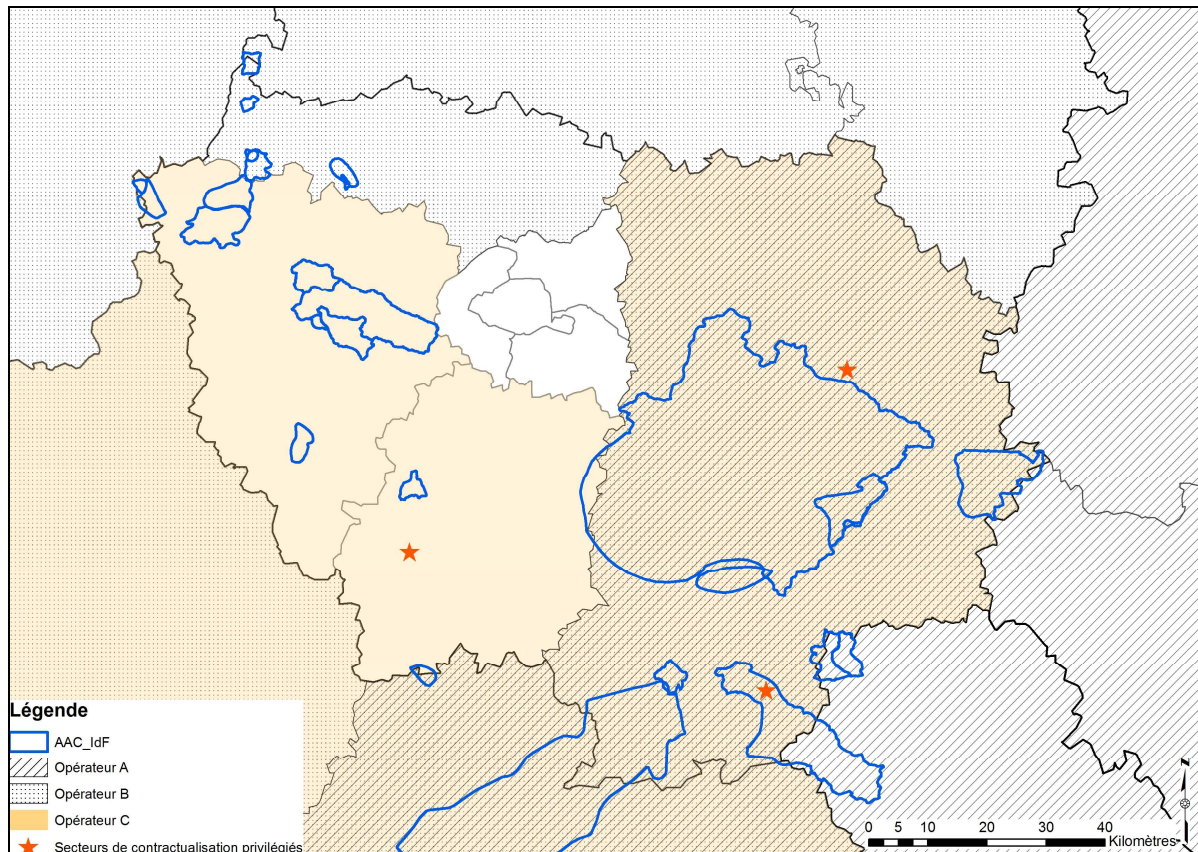 Légende
AAC_IdF
Opérateur A
Opérateur B
Opérateur C
Secteurs de contractualisation privilégiés
N
0 5 10 20 30 40
Kilomètres